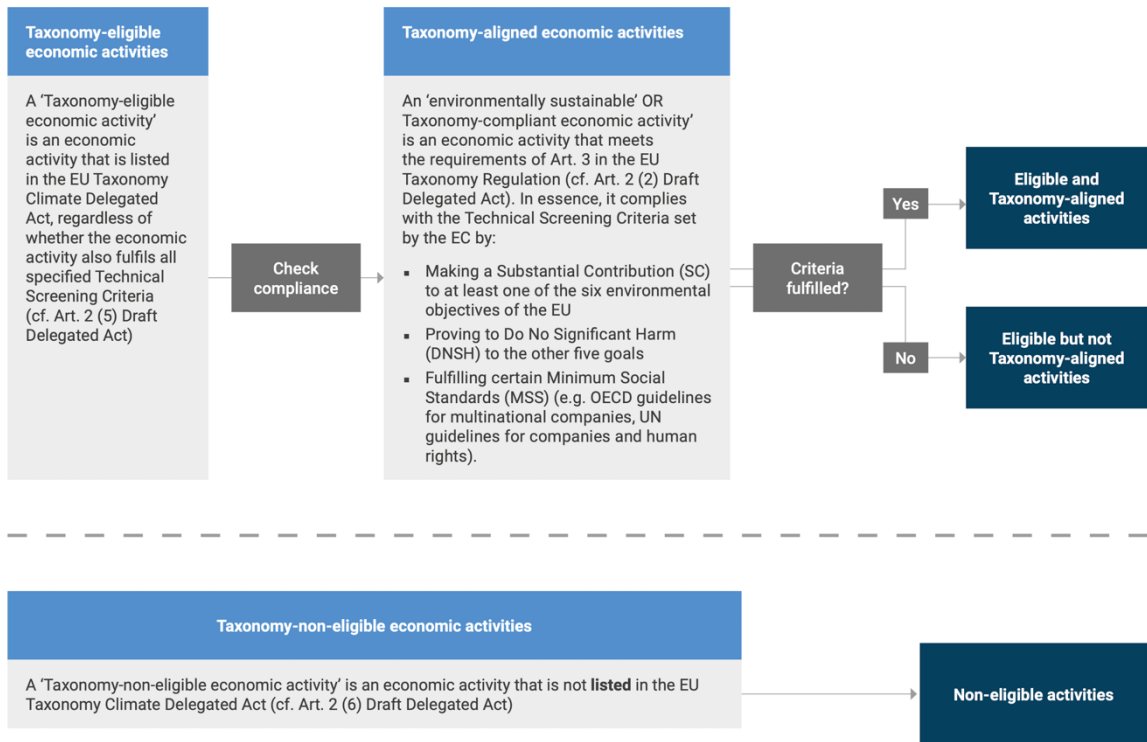 Taxonomy-eligible
economic activities
A ‘Taxonomy-eligible
economic activity’
is an economic
activity that is listed
in the EU Taxonomy
Climate Delegated
Act, regardless of
whether the economic
activity also fulfils all
specified Technical
Screening Criteria
(cf. Art. 2 (5) Draft
Delegated Act)
Check
compliance
Taxonomy-aligned economic activities
An ‘environmentally sustainable’ OR
Taxonomy-compliant economic activity’
is an economic activity that meets
the requirements of Art. 3 in the EU
Taxonomy Regulation (cf. Art. 2 (2) Draft
Delegated Act). In essence, it complies
with the Technical Screening Criteria set
by the EC by:
▪ Making a Substantial Contribution (SC)
to at least one of the six environmental
objectives of the EU
▪ Proving to Do No Significant Harm
(DNSH) to the other five goals
▪ Fulfilling certain Minimum Social
Standards (MSS) (e.g. OECD guidelines
for multinational companies, UN
guidelines for companies and human
rights).
Criteria
fulfilled?
Yes
Eligible and
Taxonomy-aligned
activities
No
Eligible but not
Taxonomy-aligned
activities
Taxonomy-non-eligible economic activities
A ‘Taxonomy-non-eligible economic activity’ is an economic activity that is not listed in the EU
Taxonomy Climate Delegated Act (cf. Art. 2 (6) Draft Delegated Act)
Non-eligible activities